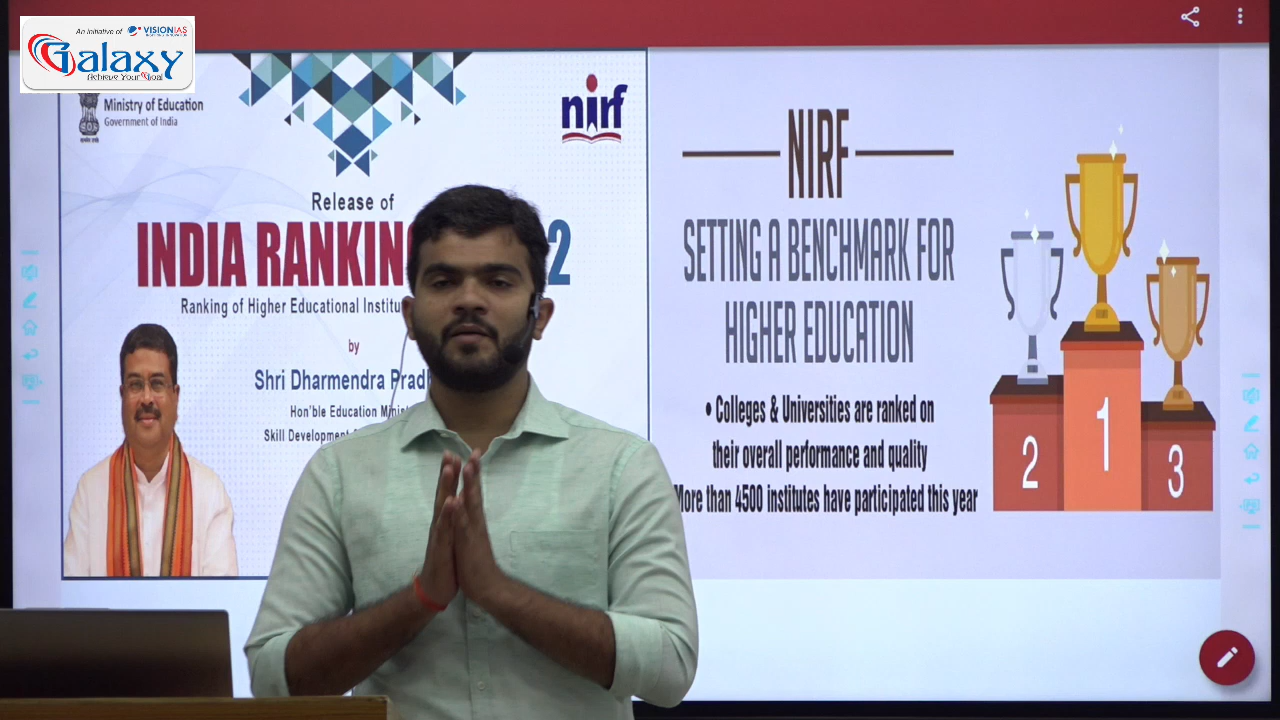 An initiative of VISIONIAS
INSPIRING INNOVATION
Galaxy
Achieve Your Goal
Ministry of Education
Government of India
nirf
Release of
INDIA RANKING 2
Ranking of Higher Educational
by
Shri Dharmendra
Hon'ble Education
Skill Development
NIRF
SETTING A BENCHMARK FOR
HIGHER EDUCATION
• Colleges & Universities are ranked on
their overall performance and quality
More than 4500 institutes have participated this year
2
1
3